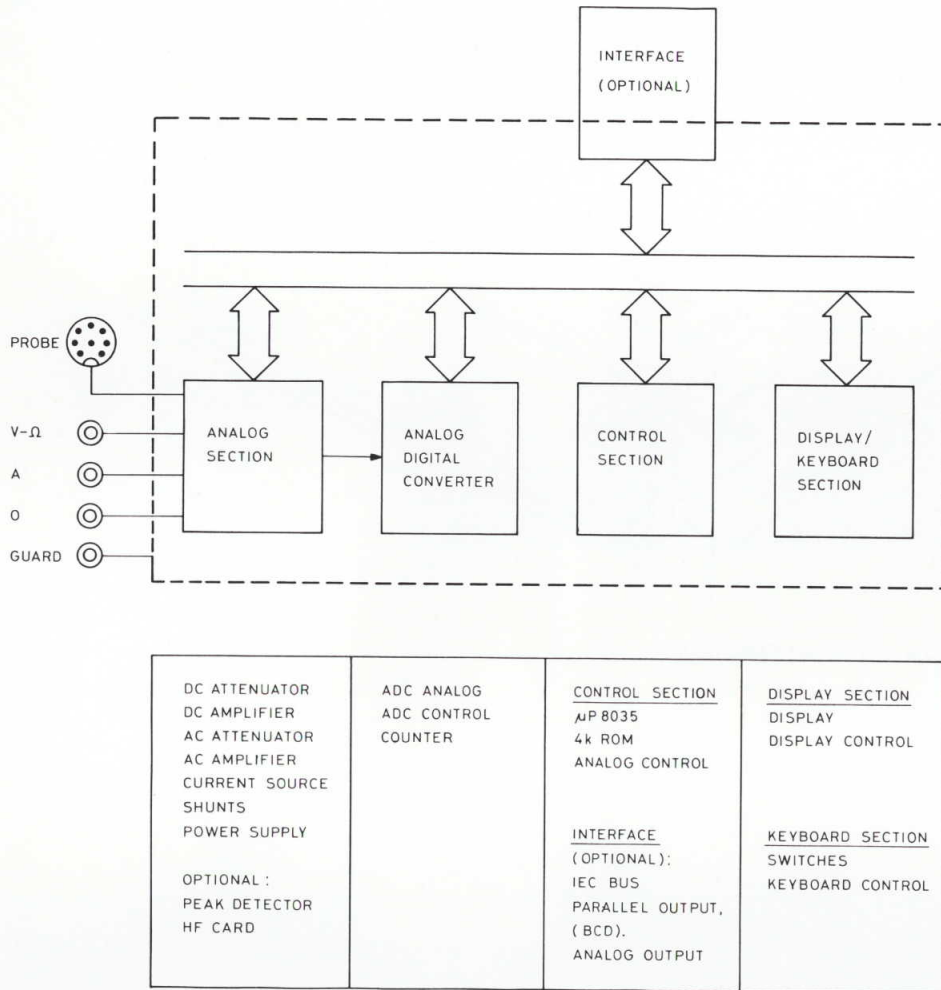 INTERFACE
(OPTIONAL)
PROBE
V-Ω
A
O
GUARD
ANALOG
SECTION
ANALOG
DIGITAL
CONVERTER
CONTROL
SECTION
DISPLAY/
KEYBOARD
SECTION
DC ATTENUATOR
DC AMPLIFIER
AC ATTENUATOR
AC AMPLIFIER
CURRENT SOURCE
SHUNTS
POWER SUPPLY
OPTIONAL :
PEAK DETECTOR
HF CARD
ADC ANALOG
ADC CONTROL
COUNTER
CONTROL SECTION
μP 8035
4k ROM
ANALOG CONTROL
INTERFACE
(OPTIONAL):
IEC BUS
PARALLEL OUTPUT,
(BCD).
ANALOG OUTPUT
DISPLAY SECTION
DISPLAY
DISPLAY CONTROL
KEYBOARD SECTION
SWITCHES
KEYBOARD CONTROL